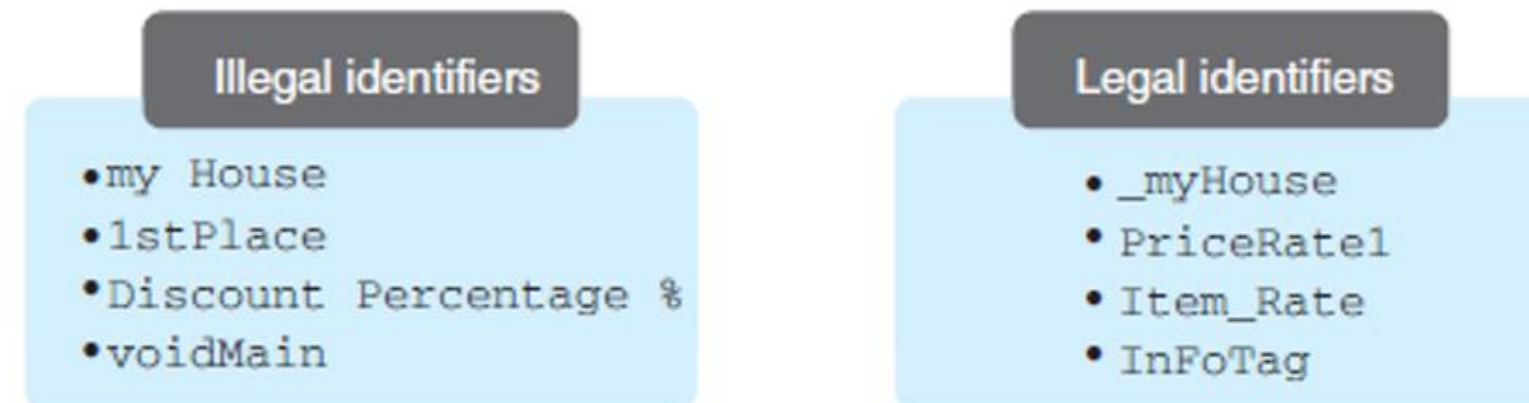 Illegal identifiers
•my House
•1stPlace
•Discount Percentage %
•voidMain
Legal identifiers
• _myHouse
• PriceRate1
• Item_Rate
• InFoTag